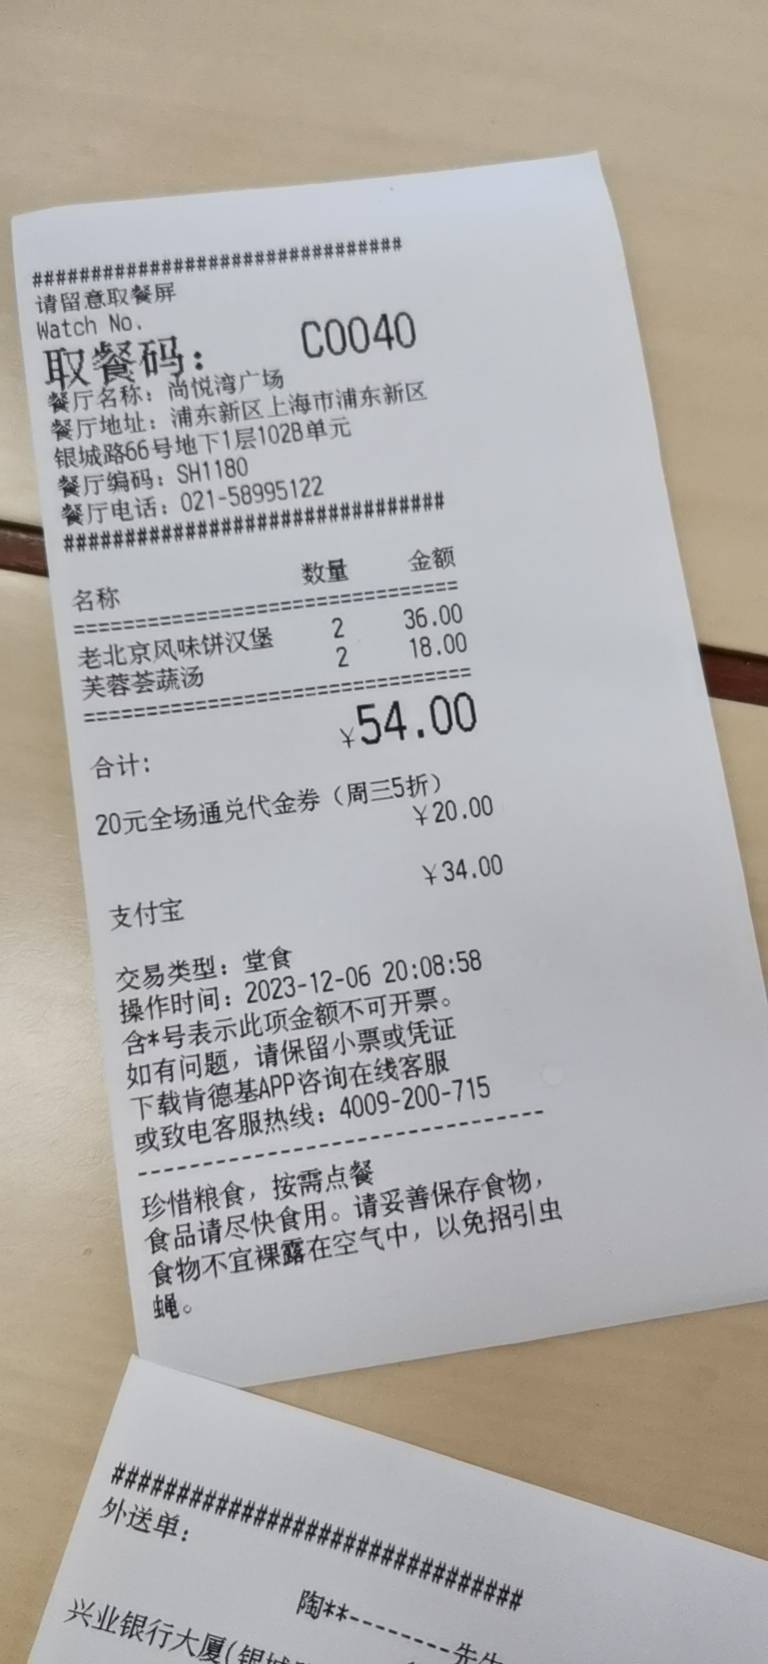 ################################
请留意取餐屏
Watch No.
取餐码： C0040
餐厅名称：尚悦湾广场
餐厅地址：浦东新区上海市浦东新区
银城路66号地下1层102B单元
餐厅编码：SH1180
餐厅电话：021-58995122
################################
名称 数量 金额
================================
老北京风味饼汉堡 2 36.00
芙蓉荟蔬汤 2 18.00
================================
合计： ¥54.00
20元全场通兑代金券（周三5折）
¥20.00
支付宝 ¥34.00
交易类型：堂食
操作时间：2023-12-06 20:08:58
含*号表示此项金额不可开票。
如有问题，请保留小票或凭证
下载肯德基APP咨询在线客服
或致电客服热线：4009-200-715
--------------------------------
珍惜粮食，按需点餐
食品请尽快食用。请妥善保存食物，
食物不宜裸露在空气中，以免招引虫
蝇。
################################
外送单：
陶**--------先生
兴业银行大厦(银城